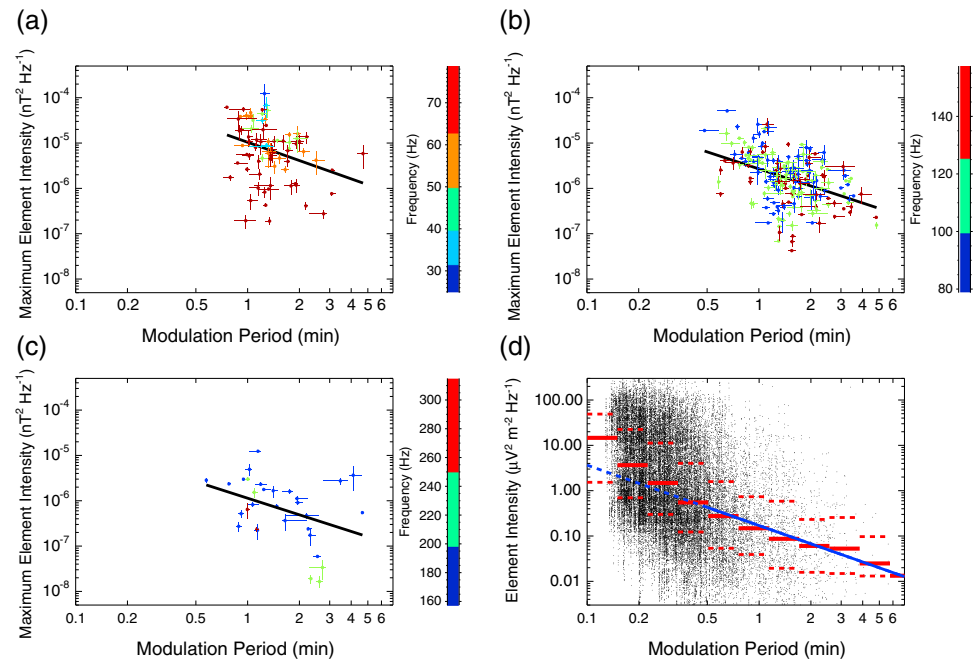 (a)
Maximum Element Intensity (nT² Hz⁻¹)
10⁻⁴
10⁻⁵
10⁻⁶
10⁻⁷
10⁻⁸
0.1 0.2 0.5 1 2 3 4 5 6
Modulation Period (min)
Frequency (Hz)
70
60
50
40
30
(b)
Maximum Element Intensity (nT² Hz⁻¹)
10⁻⁴
10⁻⁵
10⁻⁶
10⁻⁷
10⁻⁸
0.1 0.2 0.5 1 2 3 4 5 6
Modulation Period (min)
Frequency (Hz)
140
120
100
80
(c)
Maximum Element Intensity (nT² Hz⁻¹)
10⁻⁴
10⁻⁵
10⁻⁶
10⁻⁷
10⁻⁸
0.1 0.2 0.5 1 2 3 4 5 6
Modulation Period (min)
Frequency (Hz)
300
280
260
240
220
200
180
160
(d)
Element Intensity (μV² m⁻² Hz⁻¹)
100.00
10.00
1.00
0.10
0.01
0.1 0.2 0.5 1 2 3 4 5 6
Modulation Period (min)